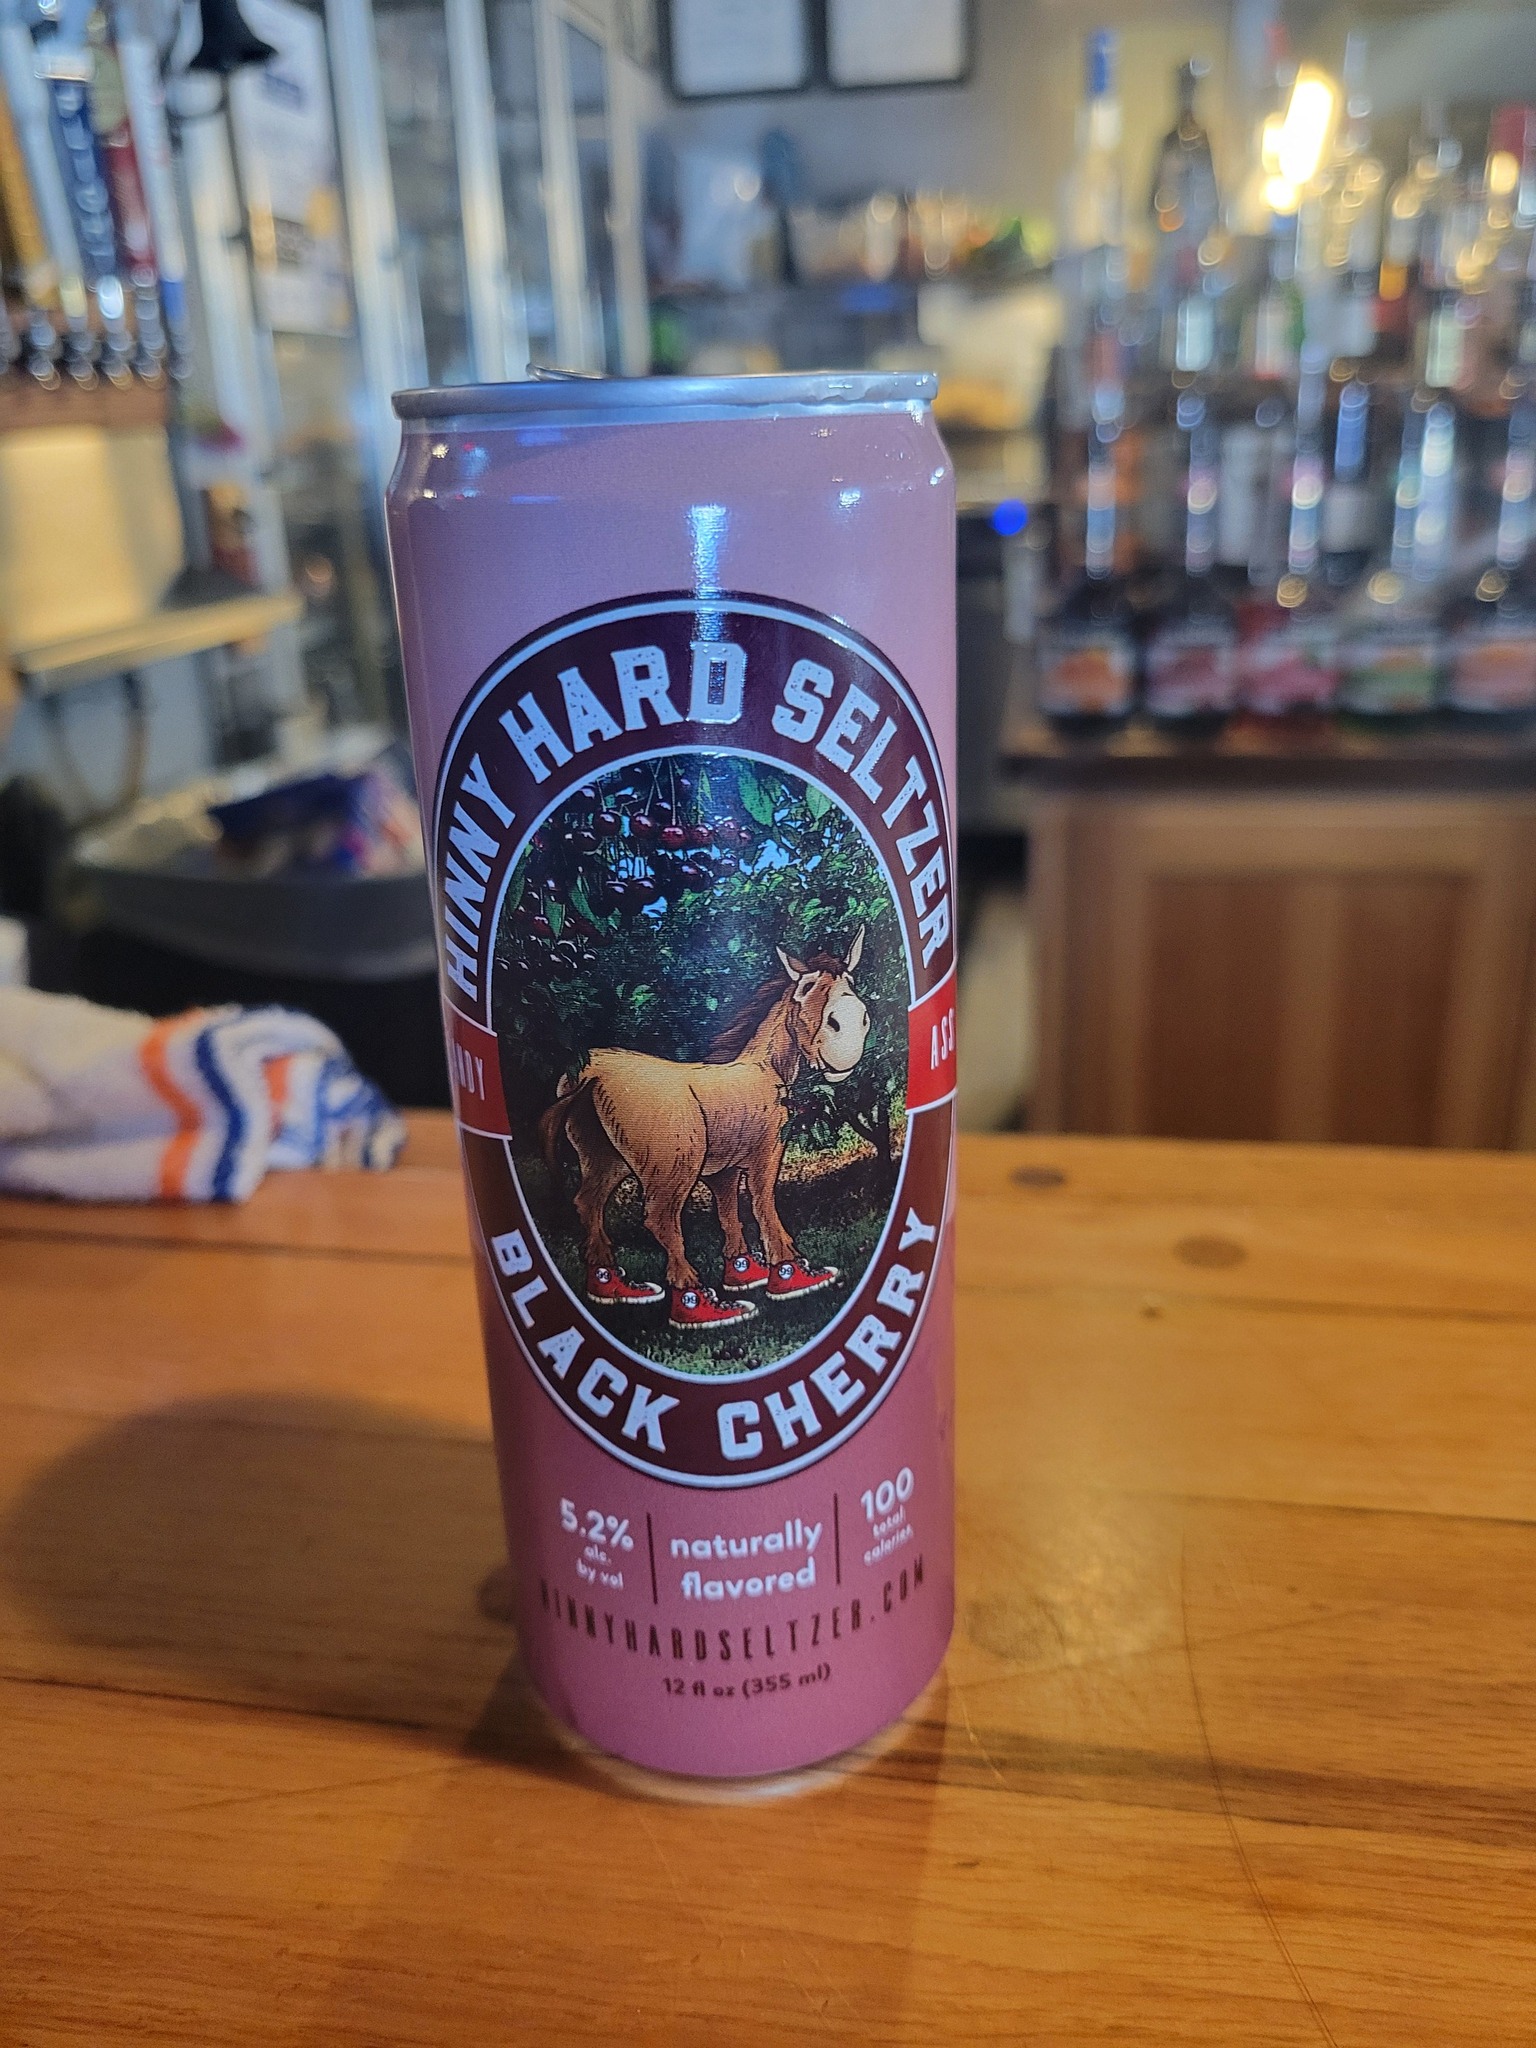 HINNY HARD SELTZER
ASS
BLACK CHERRY
5.2%
alc.
by vol
naturally
flavored
100
total
calories
HINNYHARDSELTZER.COM
12 fl oz (355 ml)